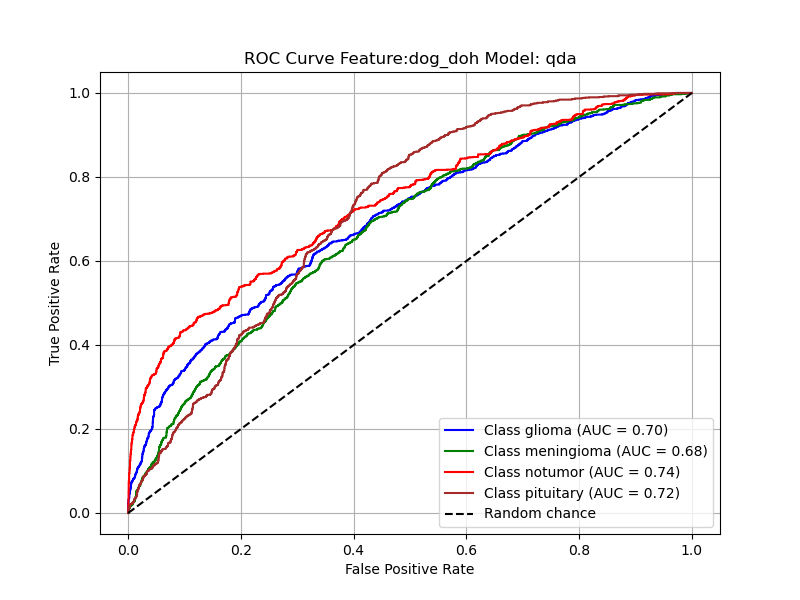 ROC Curve Feature:dog_doh Model: qda
True Positive Rate
1.0
0.8
0.6
0.4
0.2
0.0
0.0 0.2 0.4 0.6 0.8 1.0
False Positive Rate
Class glioma (AUC = 0.70)
Class meningioma (AUC = 0.68)
Class notumor (AUC = 0.74)
Class pituitary (AUC = 0.72)
Random chance